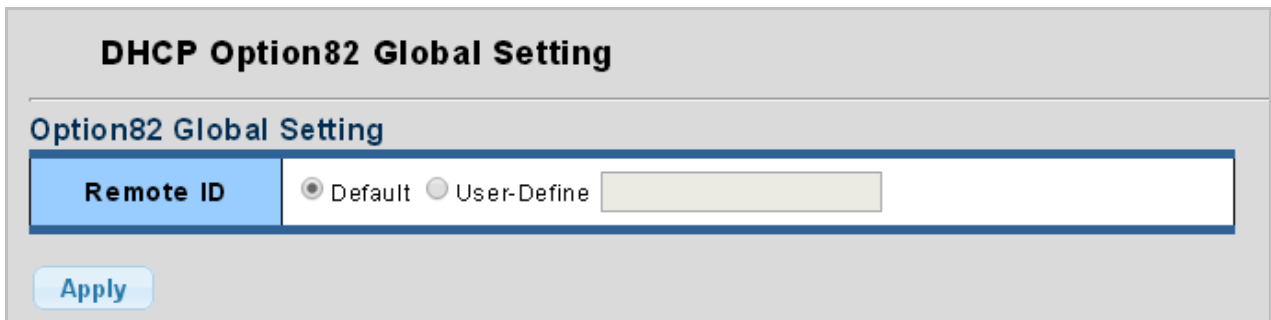 DHCP Option82 Global Setting
Option82 Global Setting
Remote ID Default User-Define
Apply